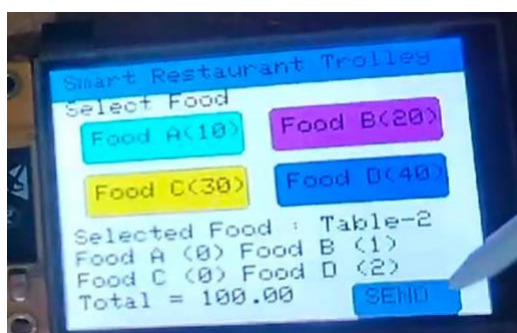 Smart Restaurant Trolley
Select Food
Food A(10) Food B(20)
Food C(30) Food D(40)
Selected Food : Table-2
Food A (0) Food B (1)
Food C (0) Food D (2)
Total = 100.00 SEND